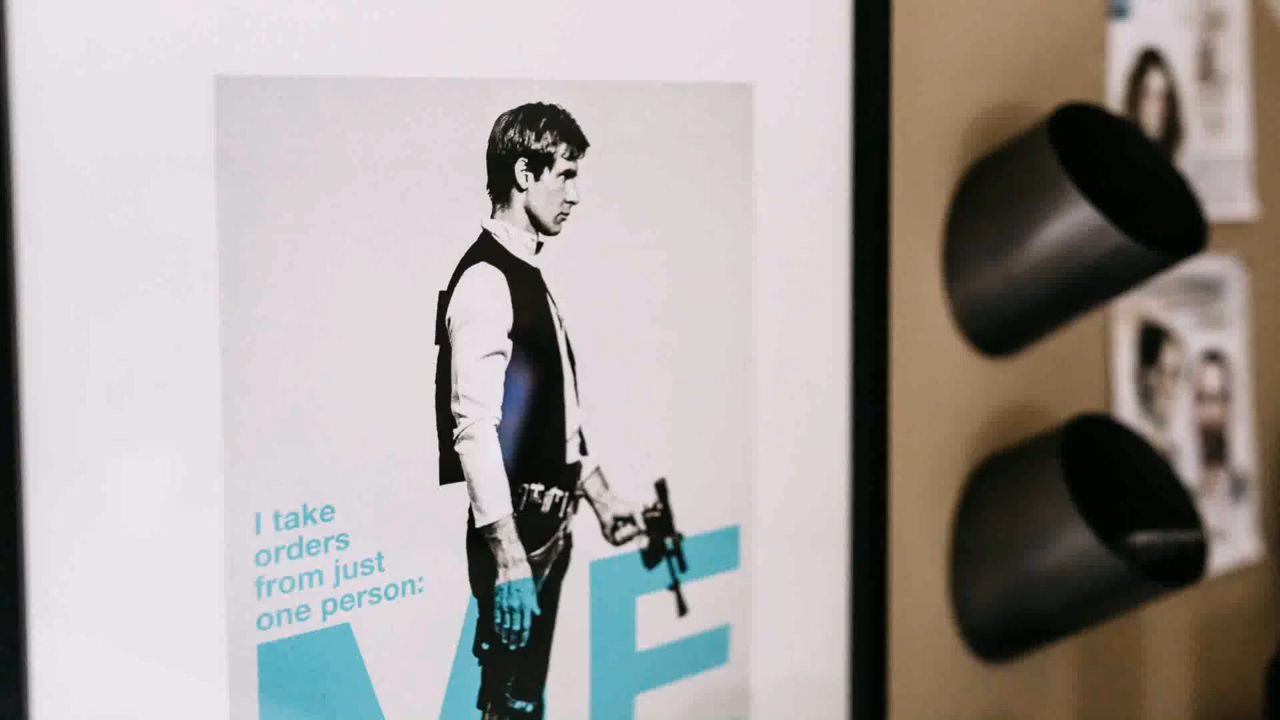 I take
orders
from just
one person:
ME